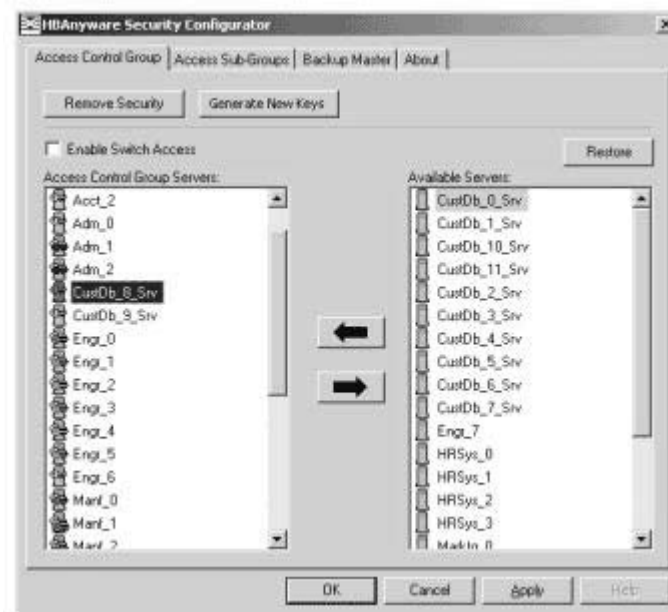 HBAnyware Security Configurator
Access Control Group
Access Sub-Groups
Backup Master
About
Remove Security
Generate New Keys
Enable Switch Access
Restore
Access Control Group Servers:
Acct_2
Adm_0
Adm_1
Adm_2
CustDb_8_Srv
CustDb_9_Srv
Engr_0
Engr_1
Engr_2
Engr_3
Engr_4
Engr_5
Engr_6
Manf_0
Manf_1
Manf_2
Available Servers:
CustDb_0_Srv
CustDb_1_Srv
CustDb_10_Srv
CustDb_11_Srv
CustDb_2_Srv
CustDb_3_Srv
CustDb_4_Srv
CustDb_5_Srv
CustDb_6_Srv
CustDb_7_Srv
Engr_7
HRSys_0
HRSys_1
HRSys_2
HRSys_3
Marktn_0
OK
Cancel
Apply
Help